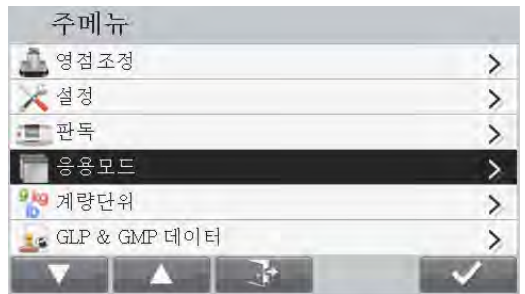 주메뉴
영점조정
설정
판독
응용모드
계량단위
GLP & GMP 데이터